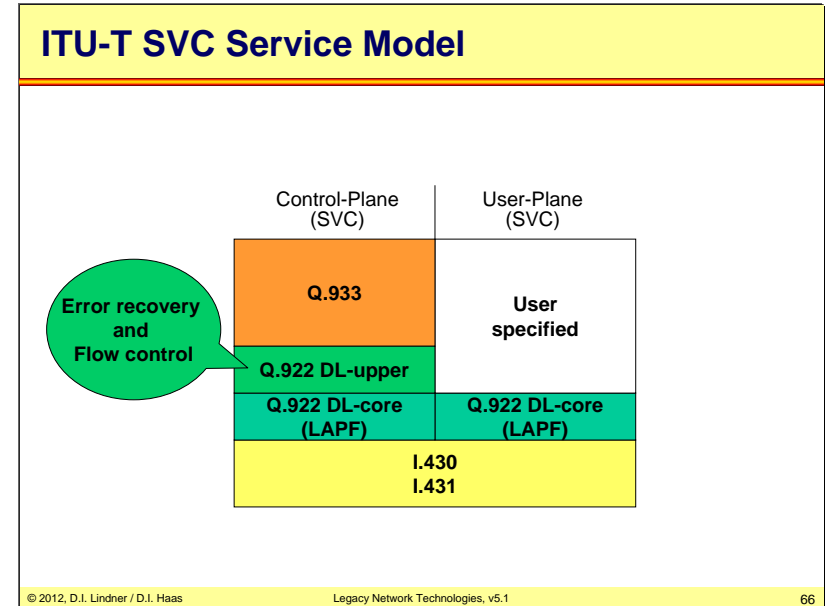 ITU-T SVC Service Model
Control-Plane
(SVC)
User-Plane
(SVC)
Error recovery
and
Flow control
Q.933
User
specified
Q.922 DL-upper
Q.922 DL-core
(LAPF)
Q.922 DL-core
(LAPF)
I.430
I.431
© 2012, D.I. Lindner / D.I. Haas
Legacy Network Technologies, v5.1
66